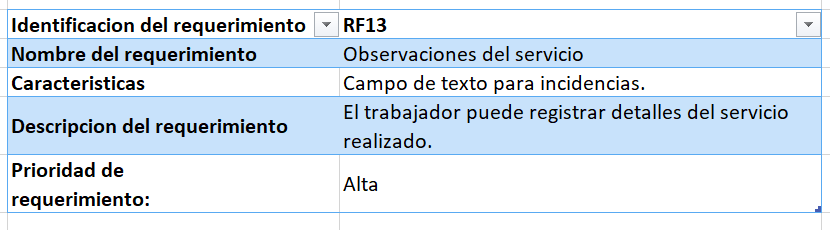 Identificacion del requerimiento RF13
Nombre del requerimiento Observaciones del servicio
Caracteristicas Campo de texto para incidencias.
Descripcion del requerimiento El trabajador puede registrar detalles del servicio
realizado.
Prioridad de
requerimiento: Alta